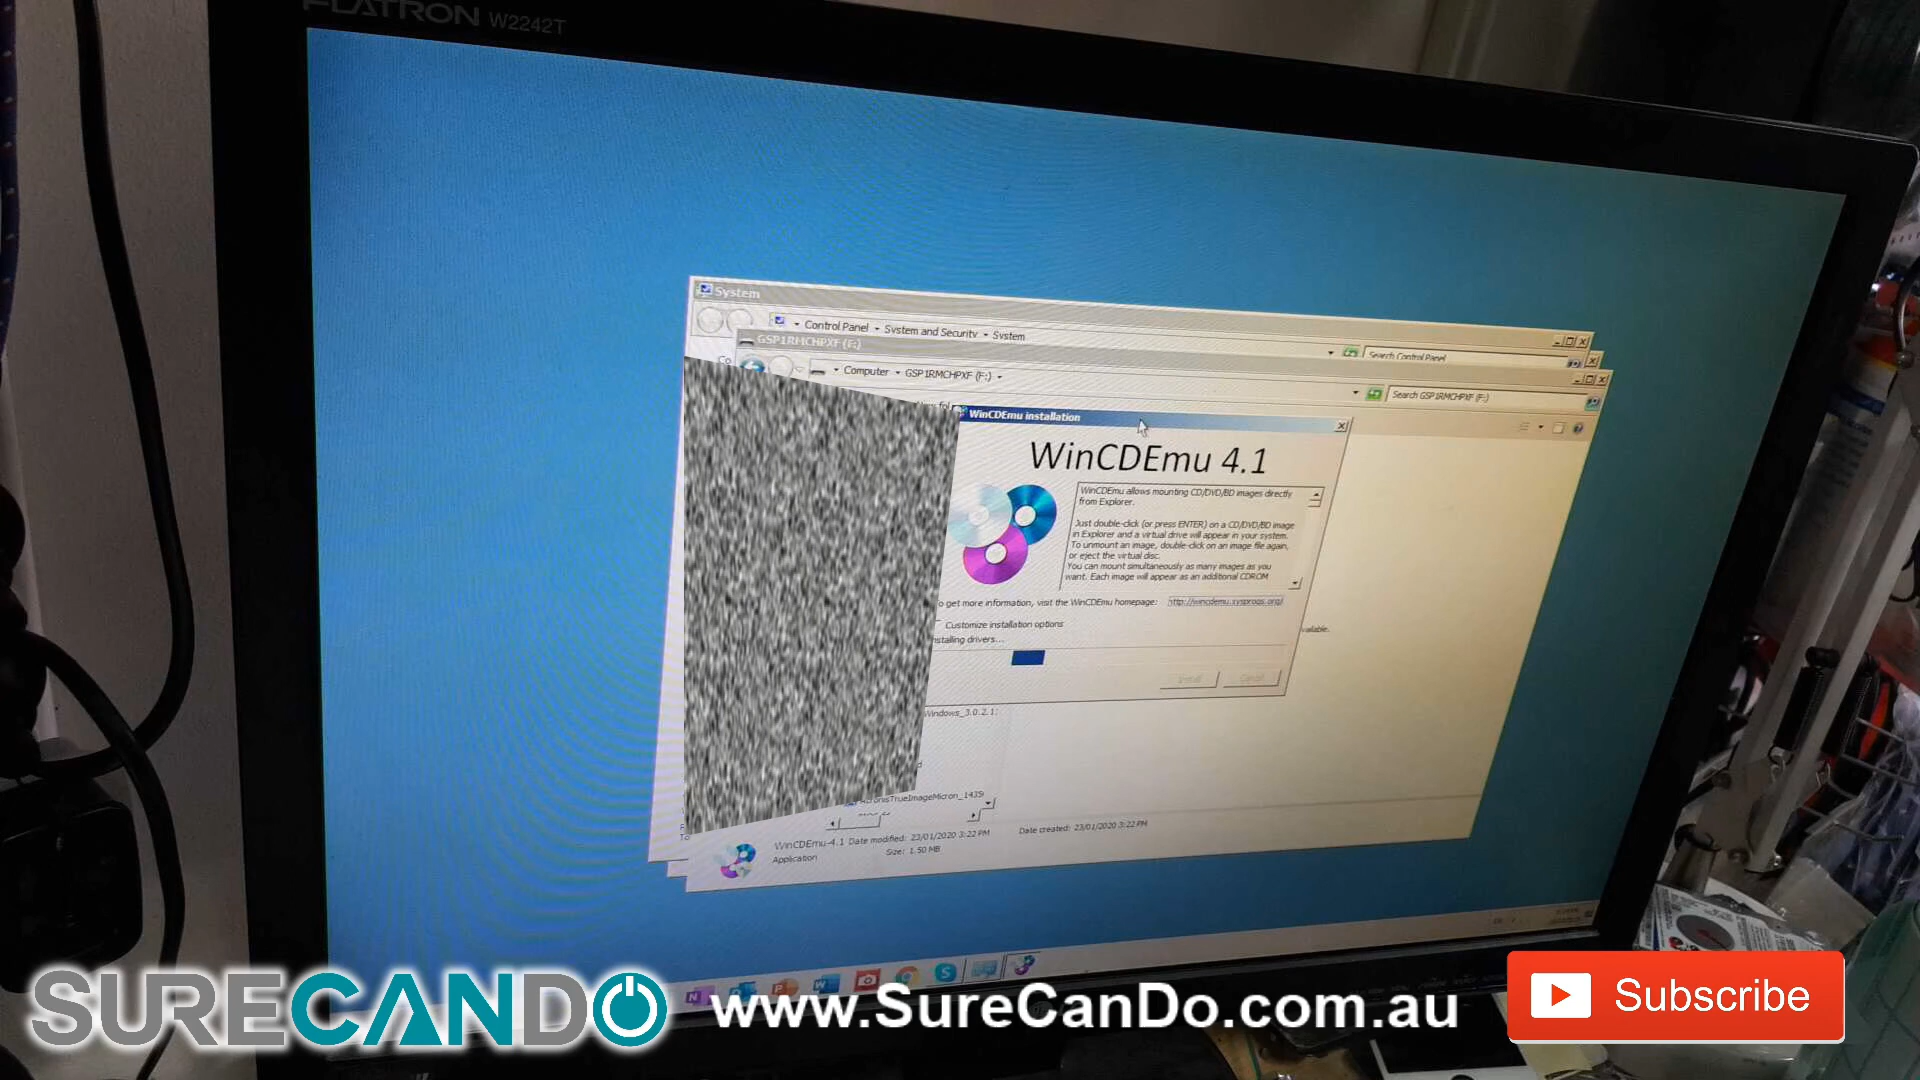 FLATRON W2242T
System
Control Panel System and Security System
Search Control Panel
GSP1RMCHPXF (F:)
Computer GSP1RMCHPXF (F:)
Search GSP1RMCHPXF (F:)
WinCDEmu installation
WinCDEmu 4.1
WinCDEmu allows mounting CD/DVD/BD images directly
from Explorer.
Just double-click (or press ENTER) on a CD/DVD/BD image
in Explorer and a virtual drive will appear in your system.
To unmount an image, double-click on an image file again,
or eject the virtual disc.
You can mount simultaneously as many images as you
want. Each image will appear as an additional CDROM
o get more information, visit the WinCDEmu homepage: http://wincdemu.sysprogs.org/
Customize installation options
nstalling drivers...
vailable.
Install Cancel
Windows_3.0.2.1
AcronisTrueImageMicron_1435
WinCDEmu-4.1 Date modified: 23/01/2020 3:22 PM Date created: 23/01/2020 3:22 PM
Application Size: 1.50 MB
SURECANDO
www.SureCanDo.com.au
Subscribe